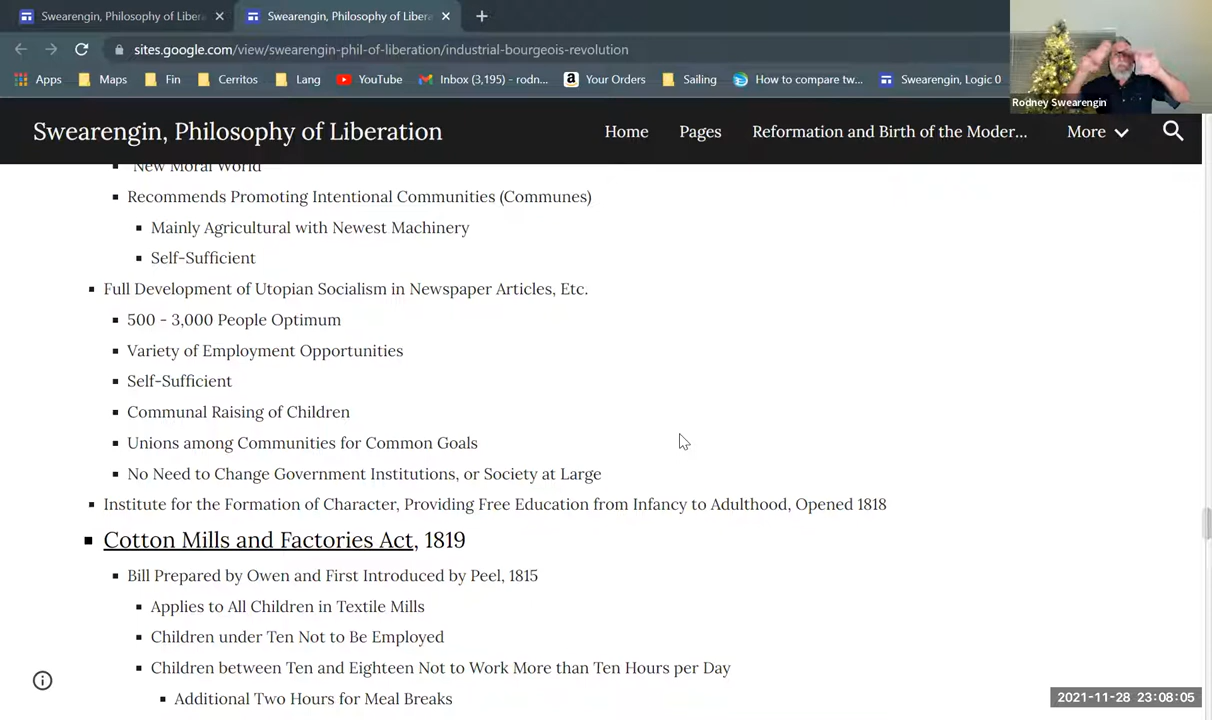 Swearengin, Philosophy of Liber
Swearengin, Philosophy of Libera
sites.google.com/view/swearengin-phil-of-liberation/industrial-bourgeois-revolution
Apps Maps Fin Cerritos Lang YouTube Inbox (3,195) - rodn... Your Orders Sailing How to compare tw... Swearengin, Logic 0
Rodney Swearengin
Swearengin, Philosophy of Liberation
Home Pages Reformation and Birth of the Moder... More
"New Moral World"
Recommends Promoting Intentional Communities (Communes)
Mainly Agricultural with Newest Machinery
Self-Sufficient
Full Development of Utopian Socialism in Newspaper Articles, Etc.
500 - 3,000 People Optimum
Variety of Employment Opportunities
Self-Sufficient
Communal Raising of Children
Unions among Communities for Common Goals
No Need to Change Government Institutions, or Society at Large
Institute for the Formation of Character, Providing Free Education from Infancy to Adulthood, Opened 1818
Cotton Mills and Factories Act, 1819
Bill Prepared by Owen and First Introduced by Peel, 1815
Applies to All Children in Textile Mills
Children under Ten Not to Be Employed
Children between Ten and Eighteen Not to Work More than Ten Hours per Day
Additional Two Hours for Meal Breaks
2021-11-28 23:08:05